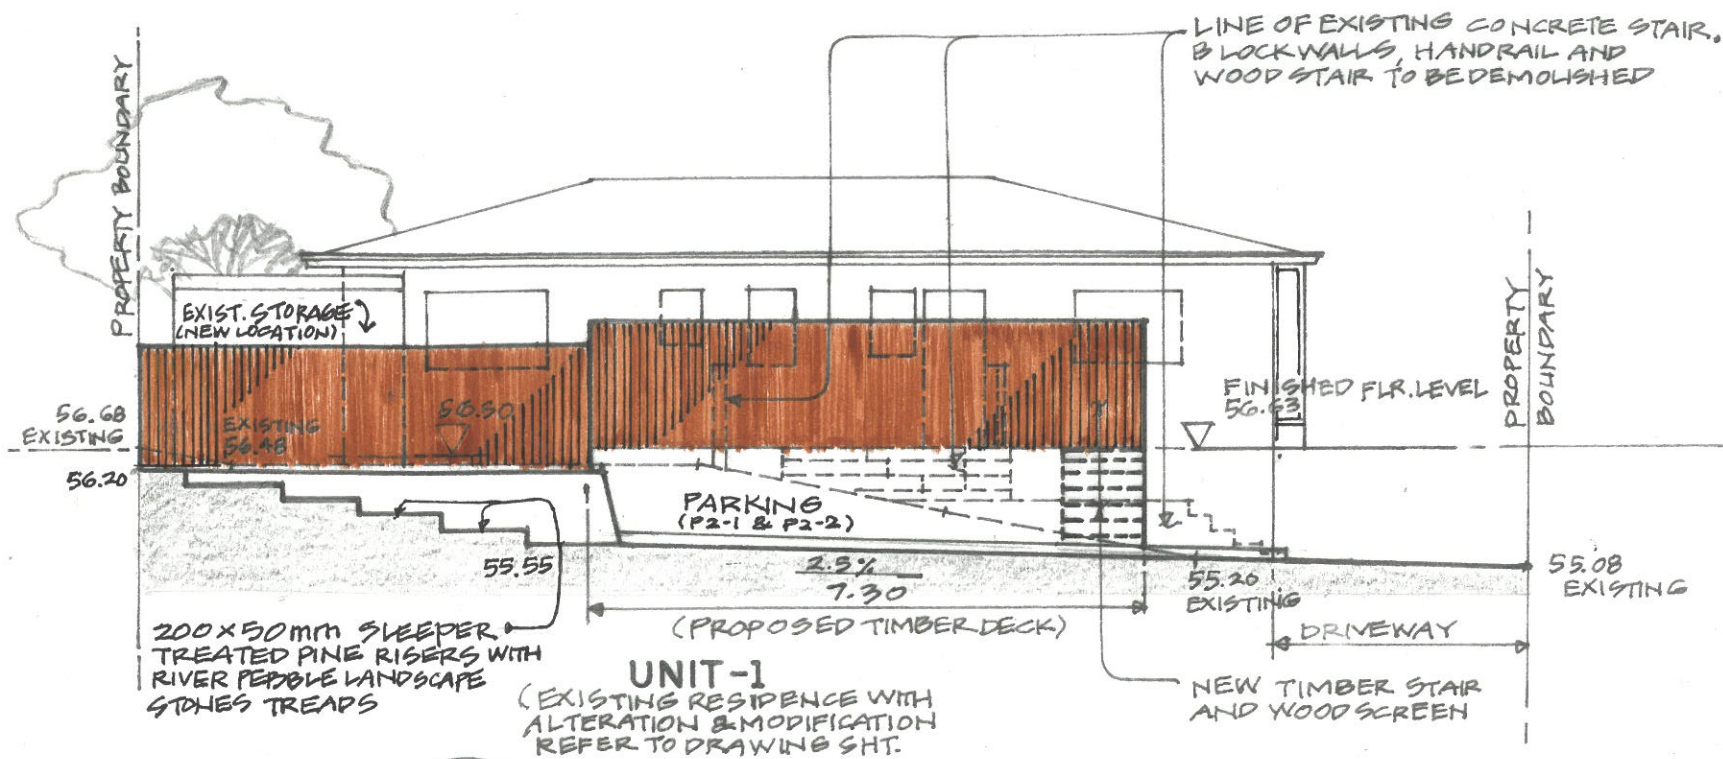 LINE OF EXISTING CONCRETE STAIR.
BLOCKWALLS, HANDRAIL AND
WOOD STAIR TO BE DEMOLISHED
PROPERTY BOUNDARY
EXIST. STORAGE
(NEW LOCATION)
PROPERTY
BOUNDARY
56.68
EXISTING
EXISTING
56.48
56.50
FINISHED FLR. LEVEL
56.63
56.20
PARKING
(P2-1 & P2-2)
55.55
2.5%
7.30
55.20
EXISTING
55.08
EXISTING
(PROPOSED TIMBER DECK)
DRIVEWAY
200 X 50mm SLEEPER
TREATED PINE RISERS WITH
RIVER PEBBLE LANDSCAPE
STONES TREADS
UNIT-1
(EXISTING RESIDENCE WITH
ALTERATION & MODIFICATION
REFER TO DRAWING SHT.
NEW TIMBER STAIR
AND WOOD SCREEN